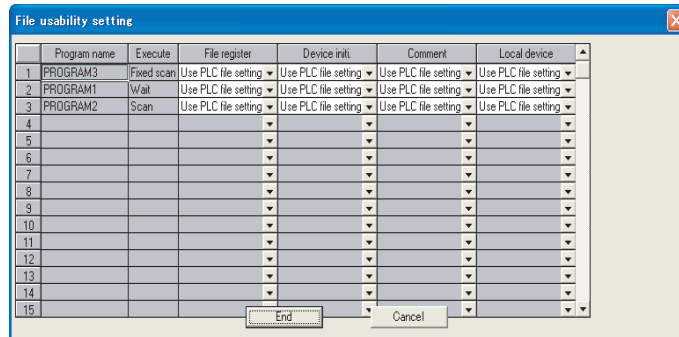 File usability setting
Program name Execute File register Device initi. Comment Local device
1 PROGRAM3 Fixed scan Use PLC file setting Use PLC file setting Use PLC file setting Use PLC file setting
2 PROGRAM1 Wait Use PLC file setting Use PLC file setting Use PLC file setting Use PLC file setting
3 PROGRAM2 Scan Use PLC file setting Use PLC file setting Use PLC file setting Use PLC file setting
4
5
6
7
8
9
10
11
12
13
14
15
End Cancel